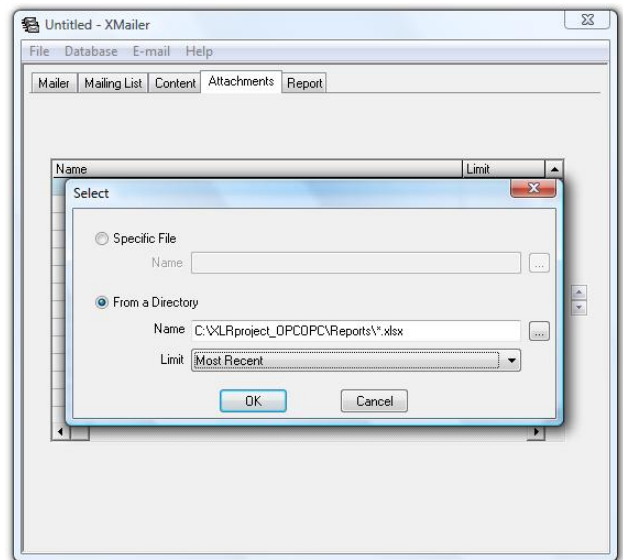 Untitled - XMailer
File Database E-mail Help
Mailer Mailing List Content Attachments Report
Name Limit
Select
Specific File
Name ...
From a Directory
Name C:\XLRproject_OPCOPC\Reports\*.xlsx ...
Limit Most Recent
OK Cancel